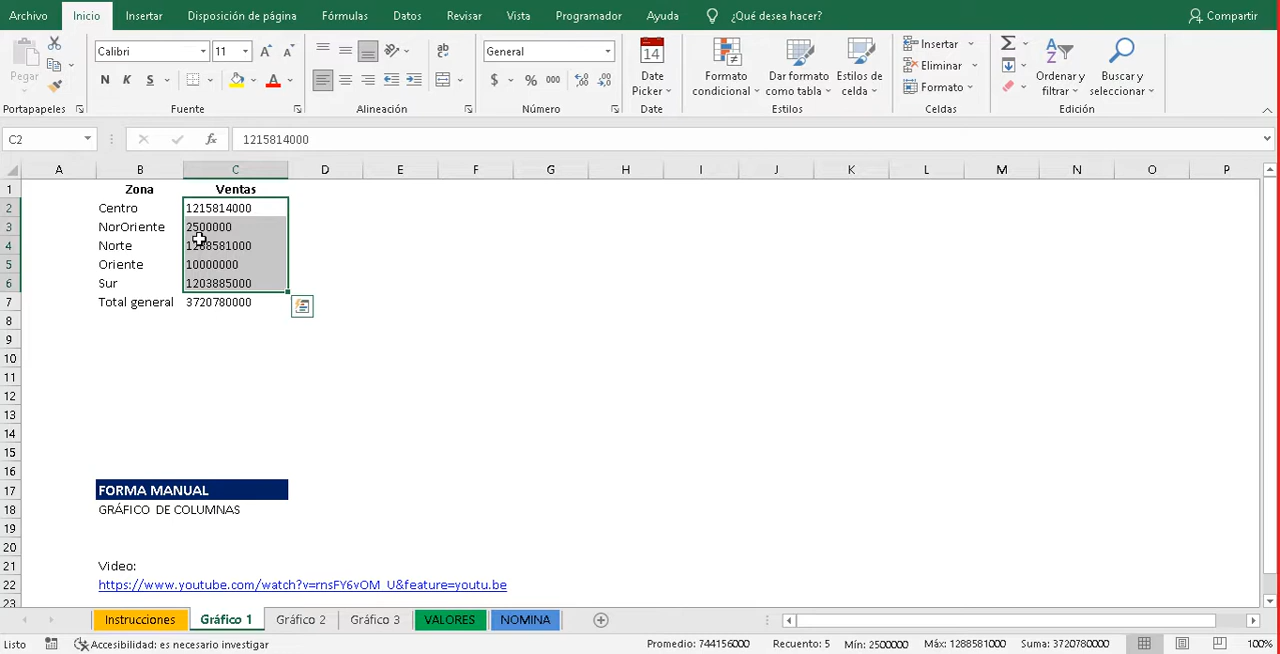 Archivo Inicio Insertar Disposición de página Fórmulas Datos Revisar Vista Programador Ayuda ¿Qué desea hacer? Compartir
Pegar
Calibri 11
General
N K S
$ % 000
Date Picker
Formato condicional
Dar formato como tabla
Estilos de celda
Insertar
Eliminar
Formato
Ordenar y filtrar
Buscar y seleccionar
Portapapeles Fuente Alineación Número Date Estilos Celdas Edición
C2 fx 1215814000
A B C D E F G H I J K L M N O P
1 Zona Ventas
2 Centro 1215814000
3 NorOriente 2500000
4 Norte 1288581000
5 Oriente 10000000
6 Sur 1203885000
7 Total general 3720780000
8
9
10
11
12
13
14
15
16
17 FORMA MANUAL
18 GRÁFICO DE COLUMNAS
19
20
21 Video:
22 https://www.youtube.com/watch?v=rnsFY6vOM_U&feature=youtu.be
23
Instrucciones Gráfico 1 Gráfico 2 Gráfico 3 VALORES NOMINA
Listo Accesibilidad: es necesario investigar Promedio: 744156000 Recuento: 5 Mín: 2500000 Máx: 1288581000 Suma: 3720780000 100%